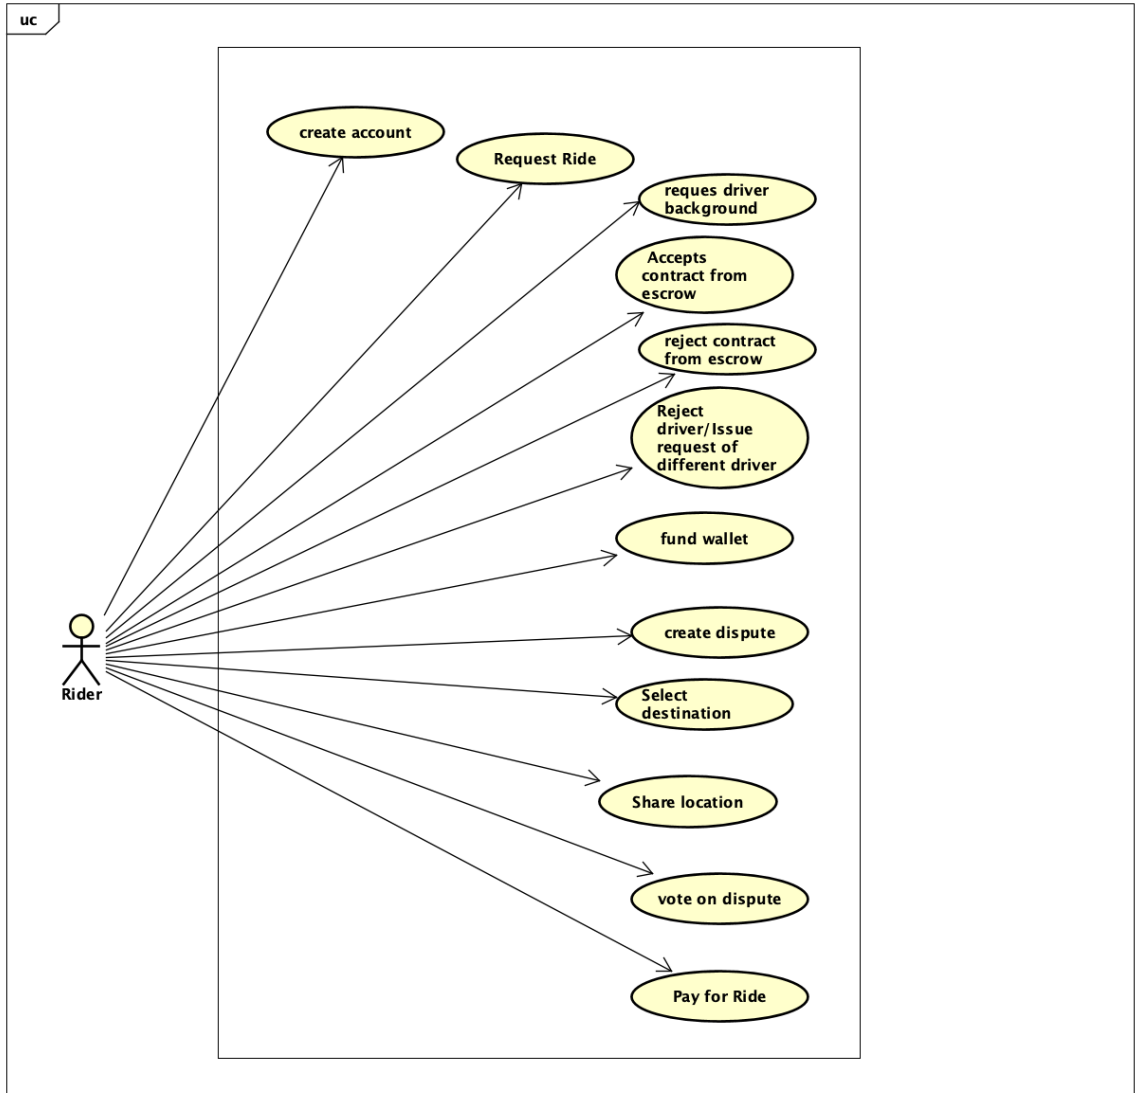 uc
create account
Request Ride
reques driver
background
Accepts
contract from
escrow
reject contract
from escrow
Reject
driver/Issue
request of
different driver
fund wallet
create dispute
Rider
Select
destination
Share location
vote on dispute
Pay for Ride